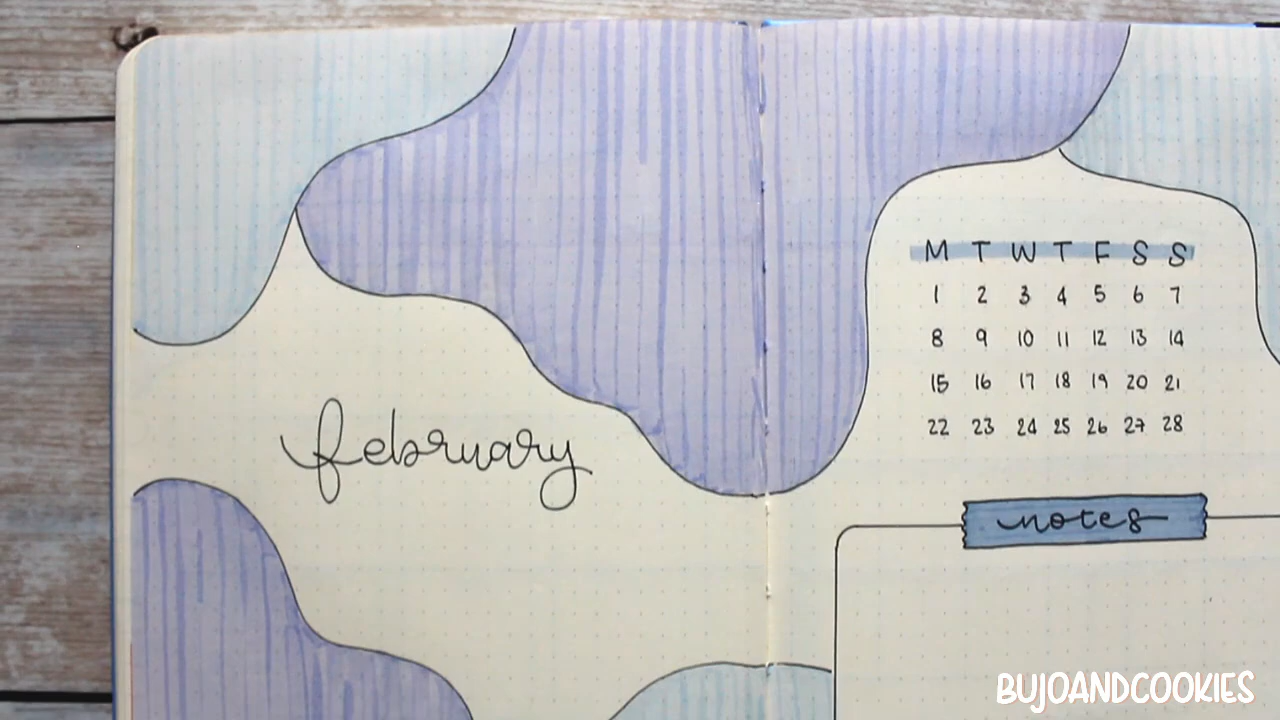 february
M T W T F S S
1 2 3 4 5 6 7
8 9 10 11 12 13 14
15 16 17 18 19 20 21
22 23 24 25 26 27 28
notes
BUJOANDCOOKIES